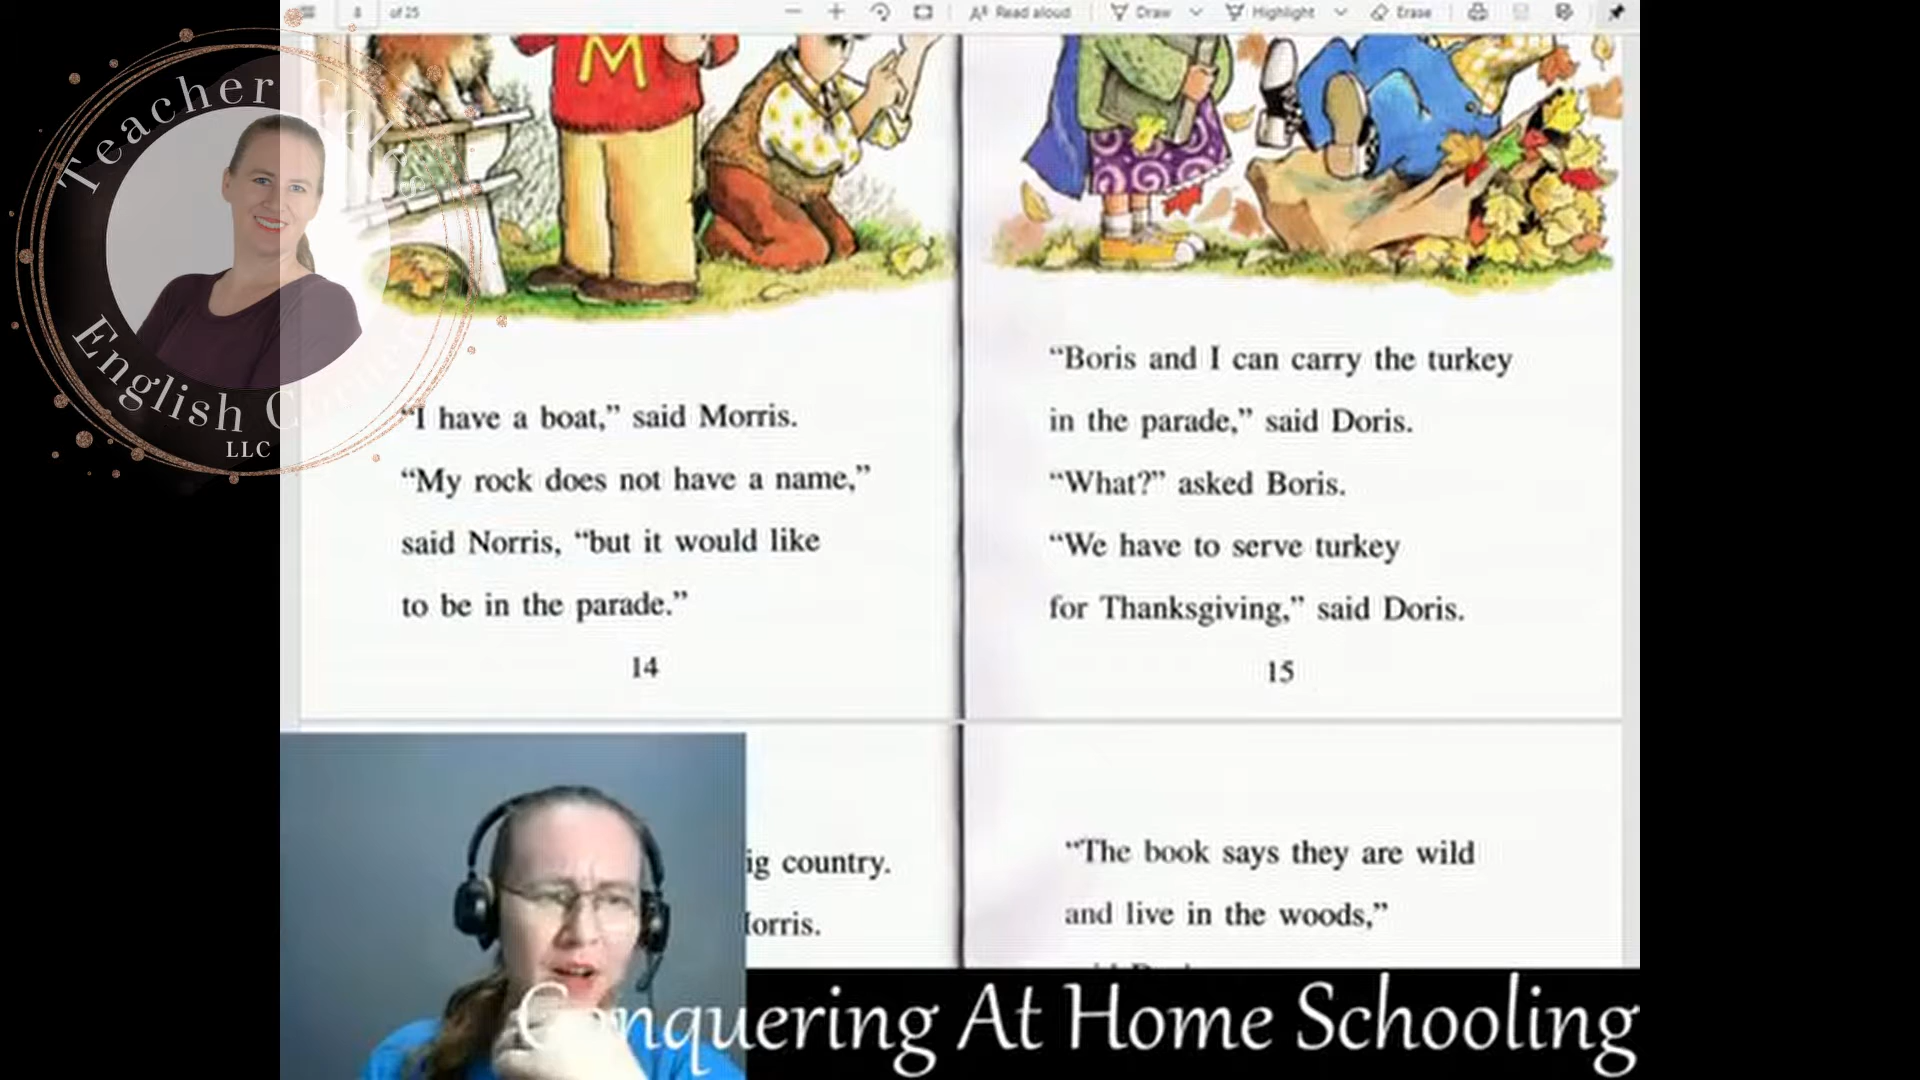 8 of 25
Read aloud
Draw
Highlight
Erase
Teacher Cole
English
LLC
M
“I have a boat,” said Morris.
“My rock does not have a name,”
said Norris, “but it would like
to be in the parade.”
14
“Boris and I can carry the turkey
in the parade,” said Doris.
“What?” asked Boris.
“We have to serve turkey
for Thanksgiving,” said Doris.
15
country.
“The book says they are wild
and live in the woods,”
Conquering At Home Schooling